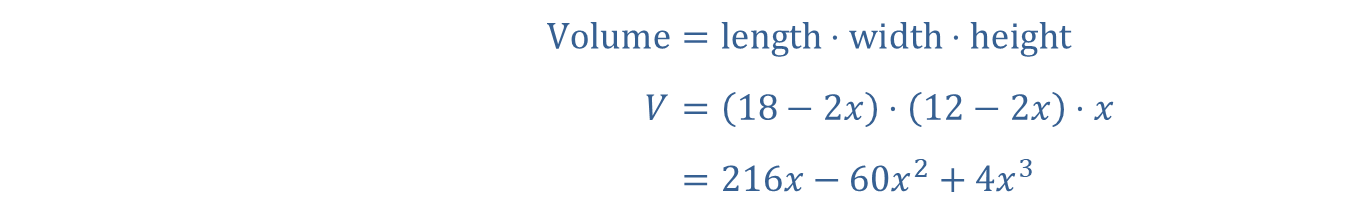 Volume = length · width · height
V = (18 − 2x) · (12 − 2x) · x
= 216x − 60x² + 4x³